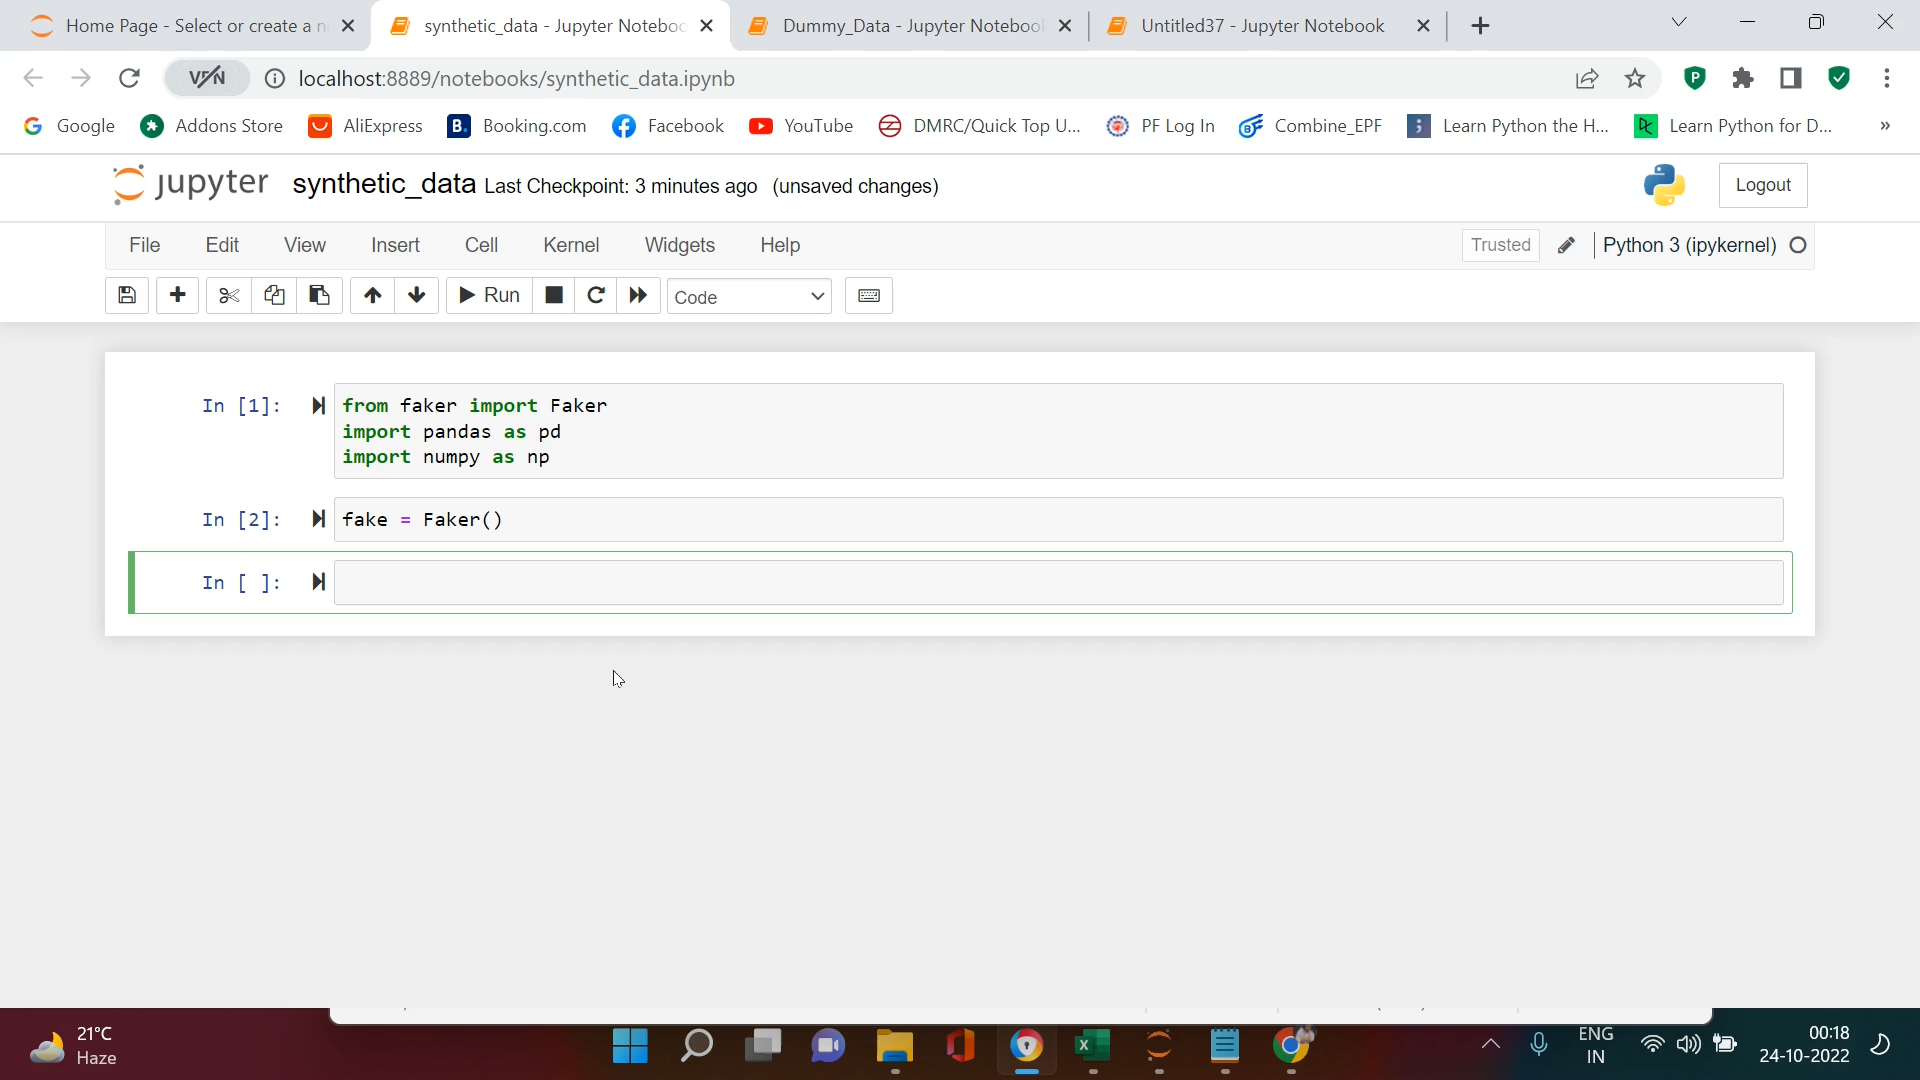 Home Page - Select or create a n
synthetic_data - Jupyter Noteboo
Dummy_Data - Jupyter Notebook
Untitled37 - Jupyter Notebook
VPN
localhost:8889/notebooks/synthetic_data.ipynb
Google
Addons Store
AliExpress
B. Booking.com
Facebook
YouTube
DMRC/Quick Top U...
PF Log In
Combine_EPF
Learn Python the H...
Learn Python for D...
»
jupyter synthetic_data Last Checkpoint: 3 minutes ago (unsaved changes)
Logout
File Edit View Insert Cell Kernel Widgets Help
Trusted
Python 3 (ipykernel)
Run
Code
In [1]: from faker import Faker
import pandas as pd
import numpy as np
In [2]: fake = Faker()
In [ ]:
21°C
Haze
ENG
IN
00:18
24-10-2022